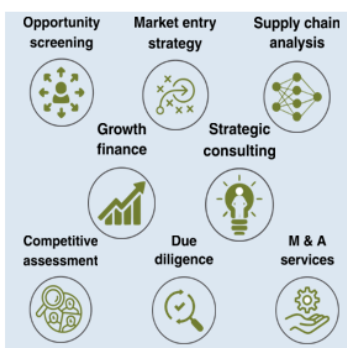 Opportunity
screening
Market entry
strategy
Supply chain
analysis
Growth
finance
Strategic
consulting
Competitive
assessment
Due
diligence
M & A
services